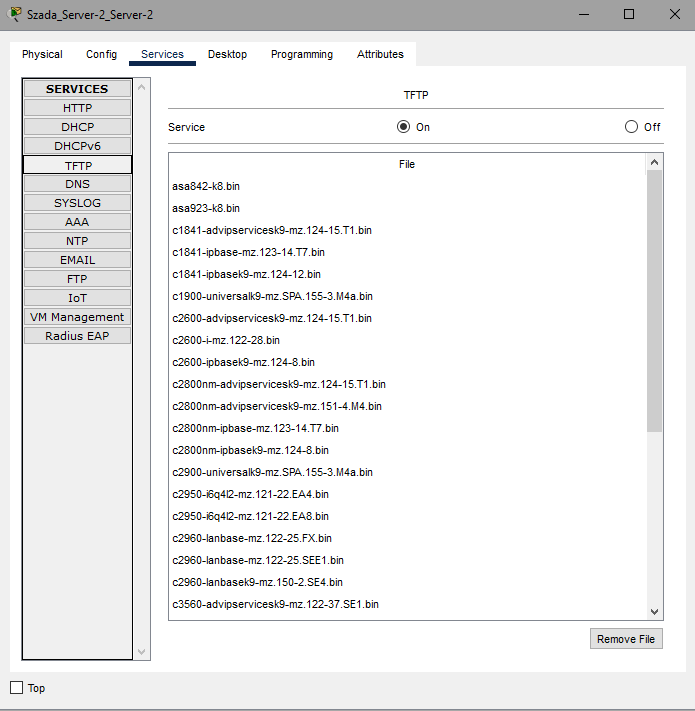 Szada_Server-2_Server-2
Physical Config Services Desktop Programming Attributes
SERVICES
HTTP
DHCP
DHCPv6
TFTP
DNS
SYSLOG
AAA
NTP
EMAIL
FTP
IoT
VM Management
Radius EAP
TFTP
Service On Off
File
asa842-k8.bin
asa923-k8.bin
c1841-advipservicesk9-mz.124-15.T1.bin
c1841-ipbase-mz.123-14.T7.bin
c1841-ipbasek9-mz.124-12.bin
c1900-universalk9-mz.SPA.155-3.M4a.bin
c2600-advipservicesk9-mz.124-15.T1.bin
c2600-i-mz.122-28.bin
c2600-ipbasek9-mz.124-8.bin
c2800nm-advipservicesk9-mz.124-15.T1.bin
c2800nm-advipservicesk9-mz.151-4.M4.bin
c2800nm-ipbase-mz.123-14.T7.bin
c2800nm-ipbasek9-mz.124-8.bin
c2900-universalk9-mz.SPA.155-3.M4a.bin
c2950-i6q4l2-mz.121-22.EA4.bin
c2950-i6q4l2-mz.121-22.EA8.bin
c2960-lanbase-mz.122-25.FX.bin
c2960-lanbase-mz.122-25.SEE1.bin
c2960-lanbasek9-mz.150-2.SE4.bin
c3560-advipservicesk9-mz.122-37.SE1.bin
Remove File
Top